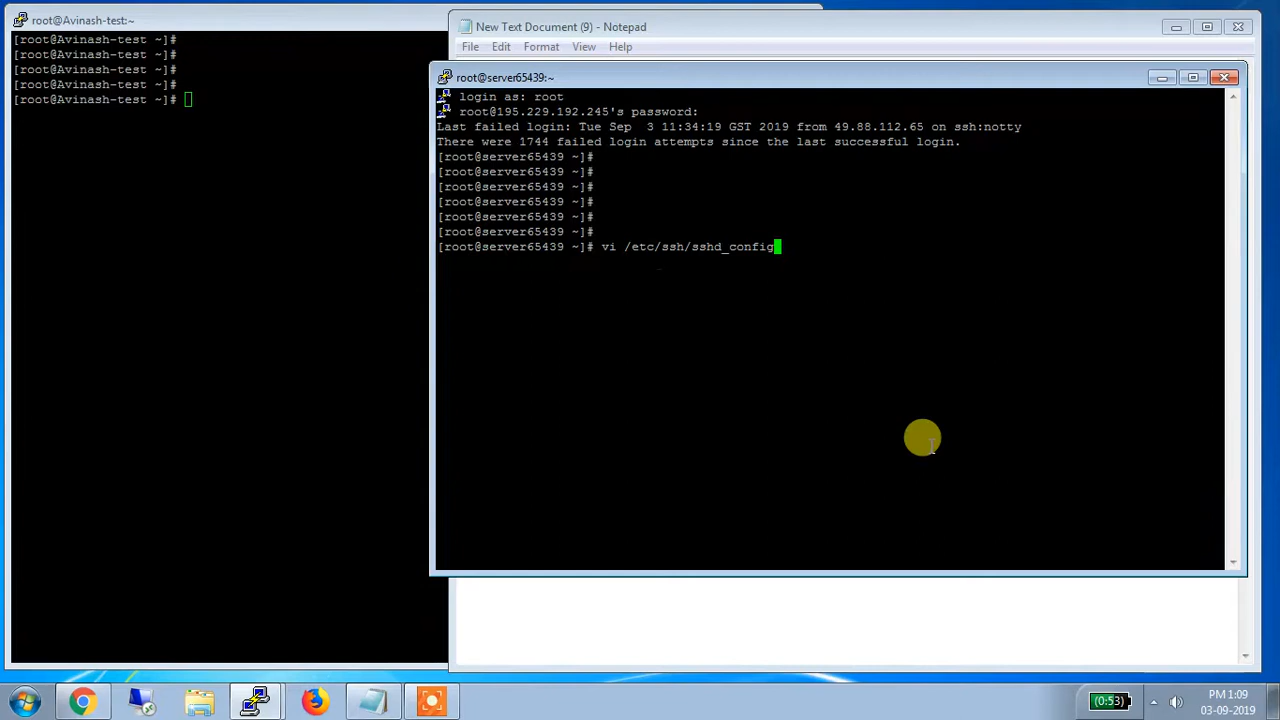 root@Avinash-test:~
[root@Avinash-test ~]#
[root@Avinash-test ~]#
[root@Avinash-test ~]#
[root@Avinash-test ~]#
[root@Avinash-test ~]#
New Text Document (9) - Notepad
File Edit Format View Help
root@server65439:~
login as: root
root@195.229.192.245's password:
Last failed login: Tue Sep  3 11:34:19 GST 2019 from 49.88.112.65 on ssh:notty
There were 1744 failed login attempts since the last successful login.
[root@server65439 ~]#
[root@server65439 ~]#
[root@server65439 ~]#
[root@server65439 ~]#
[root@server65439 ~]#
[root@server65439 ~]#
[root@server65439 ~]# vi /etc/ssh/sshd_config
(0:53)
PM 1:09
03-09-2019